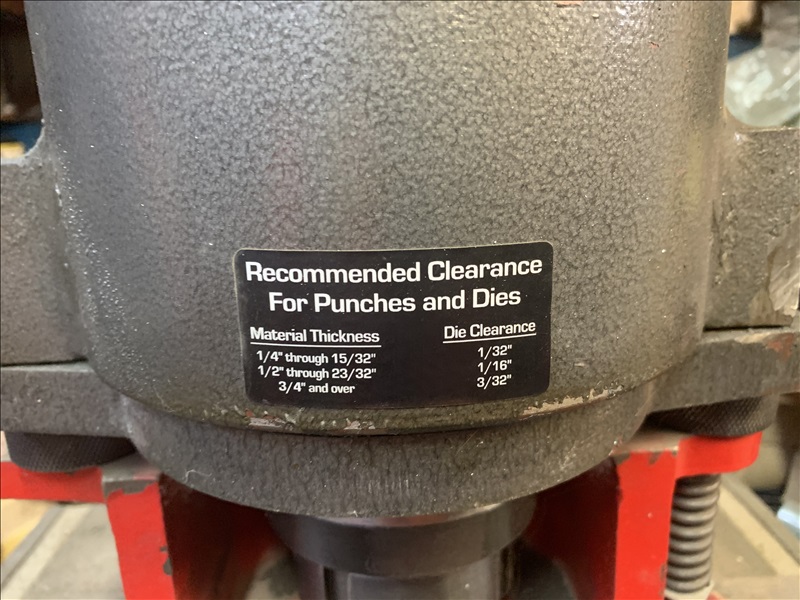 Recommended Clearance
For Punches and Dies
Material Thickness Die Clearance
1/4" through 15/32" 1/32"
1/2" through 23/32" 1/16"
3/4" and over 3/32"